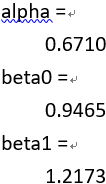 alpha =
0.6710
beta0 =
0.9465
beta1 =
1.2173